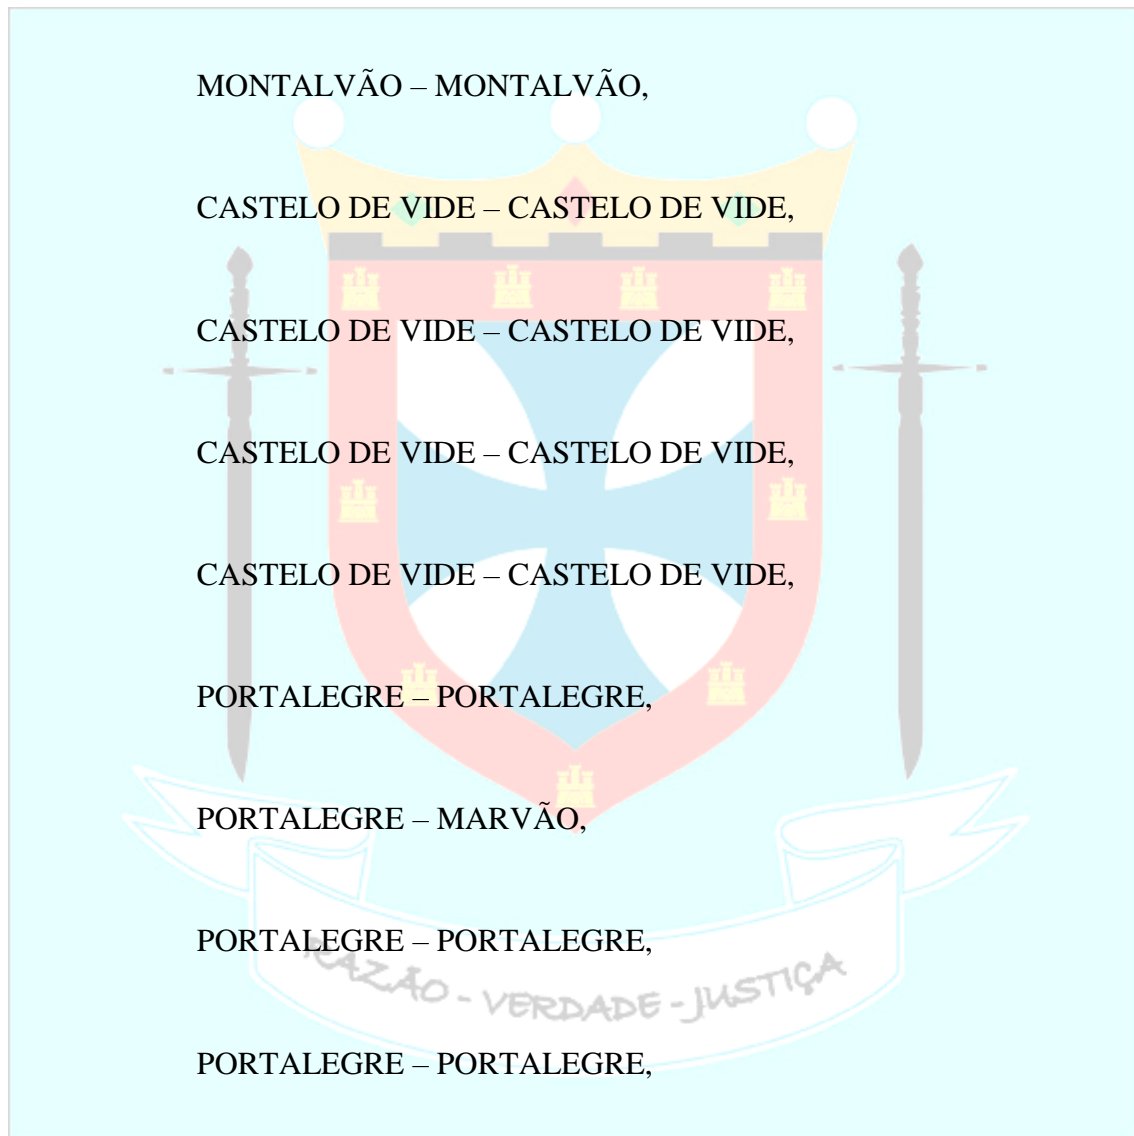 MONTALVÃO – MONTALVÃO,
CASTELO DE VIDE – CASTELO DE VIDE,
CASTELO DE VIDE – CASTELO DE VIDE,
CASTELO DE VIDE – CASTELO DE VIDE,
CASTELO DE VIDE – CASTELO DE VIDE,
PORTALEGRE – PORTALEGRE,
PORTALEGRE – MARVÃO,
PORTALEGRE – PORTALEGRE,
RAZÃO - VERDADE - JUSTIÇA
PORTALEGRE – PORTALEGRE,